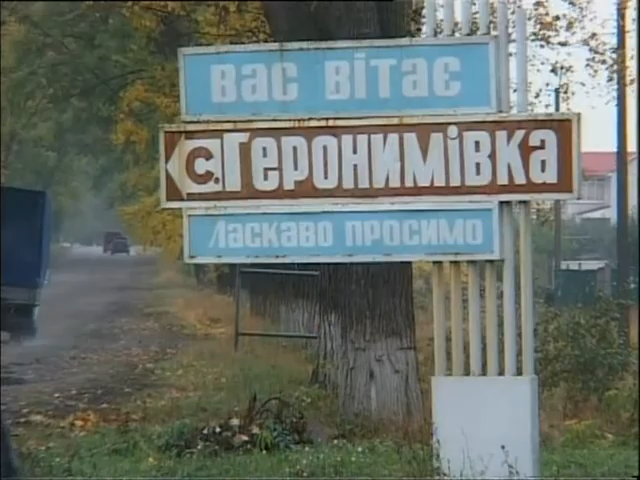 Вас вітає
с. Геронимівка
Ласкаво просимо